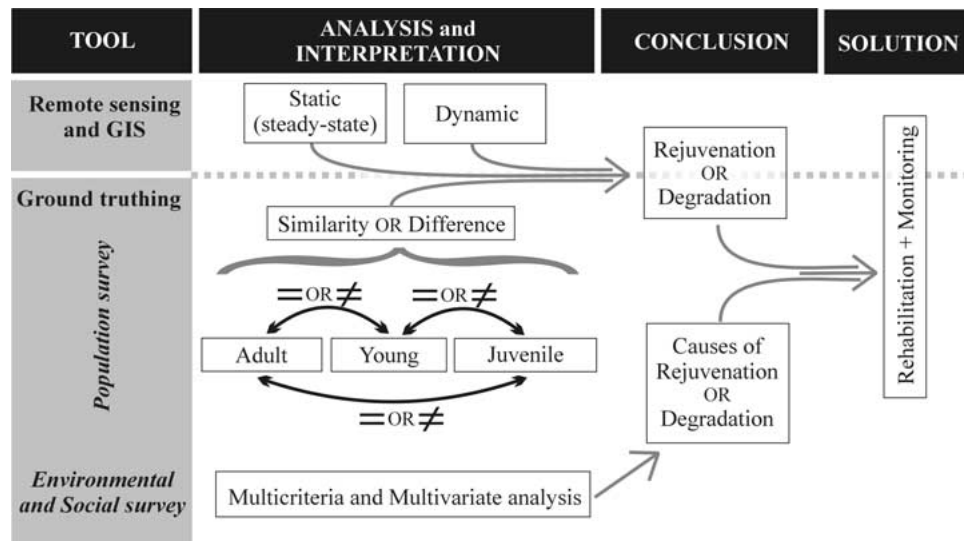 TOOL
ANALYSIS and
INTERPRETATION
CONCLUSION
SOLUTION
Remote sensing
and GIS
Static
(steady-state)
Dynamic
Rejuvenation
OR
Degradation
Ground truthing
Similarity OR Difference
Population survey
= OR ≠
= OR ≠
Adult
Young
Juvenile
= OR ≠
Causes of
Rejuvenation
OR
Degradation
Rehabilitation + Monitoring
Environmental
and Social survey
Multicriteria and Multivariate analysis